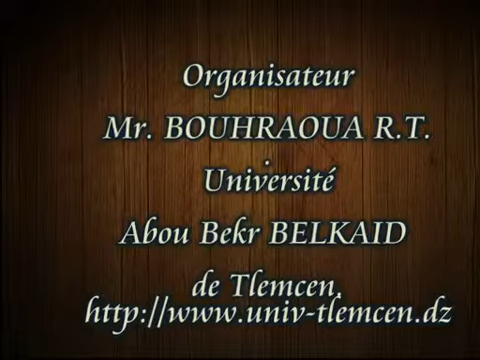 Organisateur
Mr. BOUHRAOUA R.T.
.
Université
Abou Bekr BELKAID
de Tlemcen.
http://www.univ-tlemcen.dz